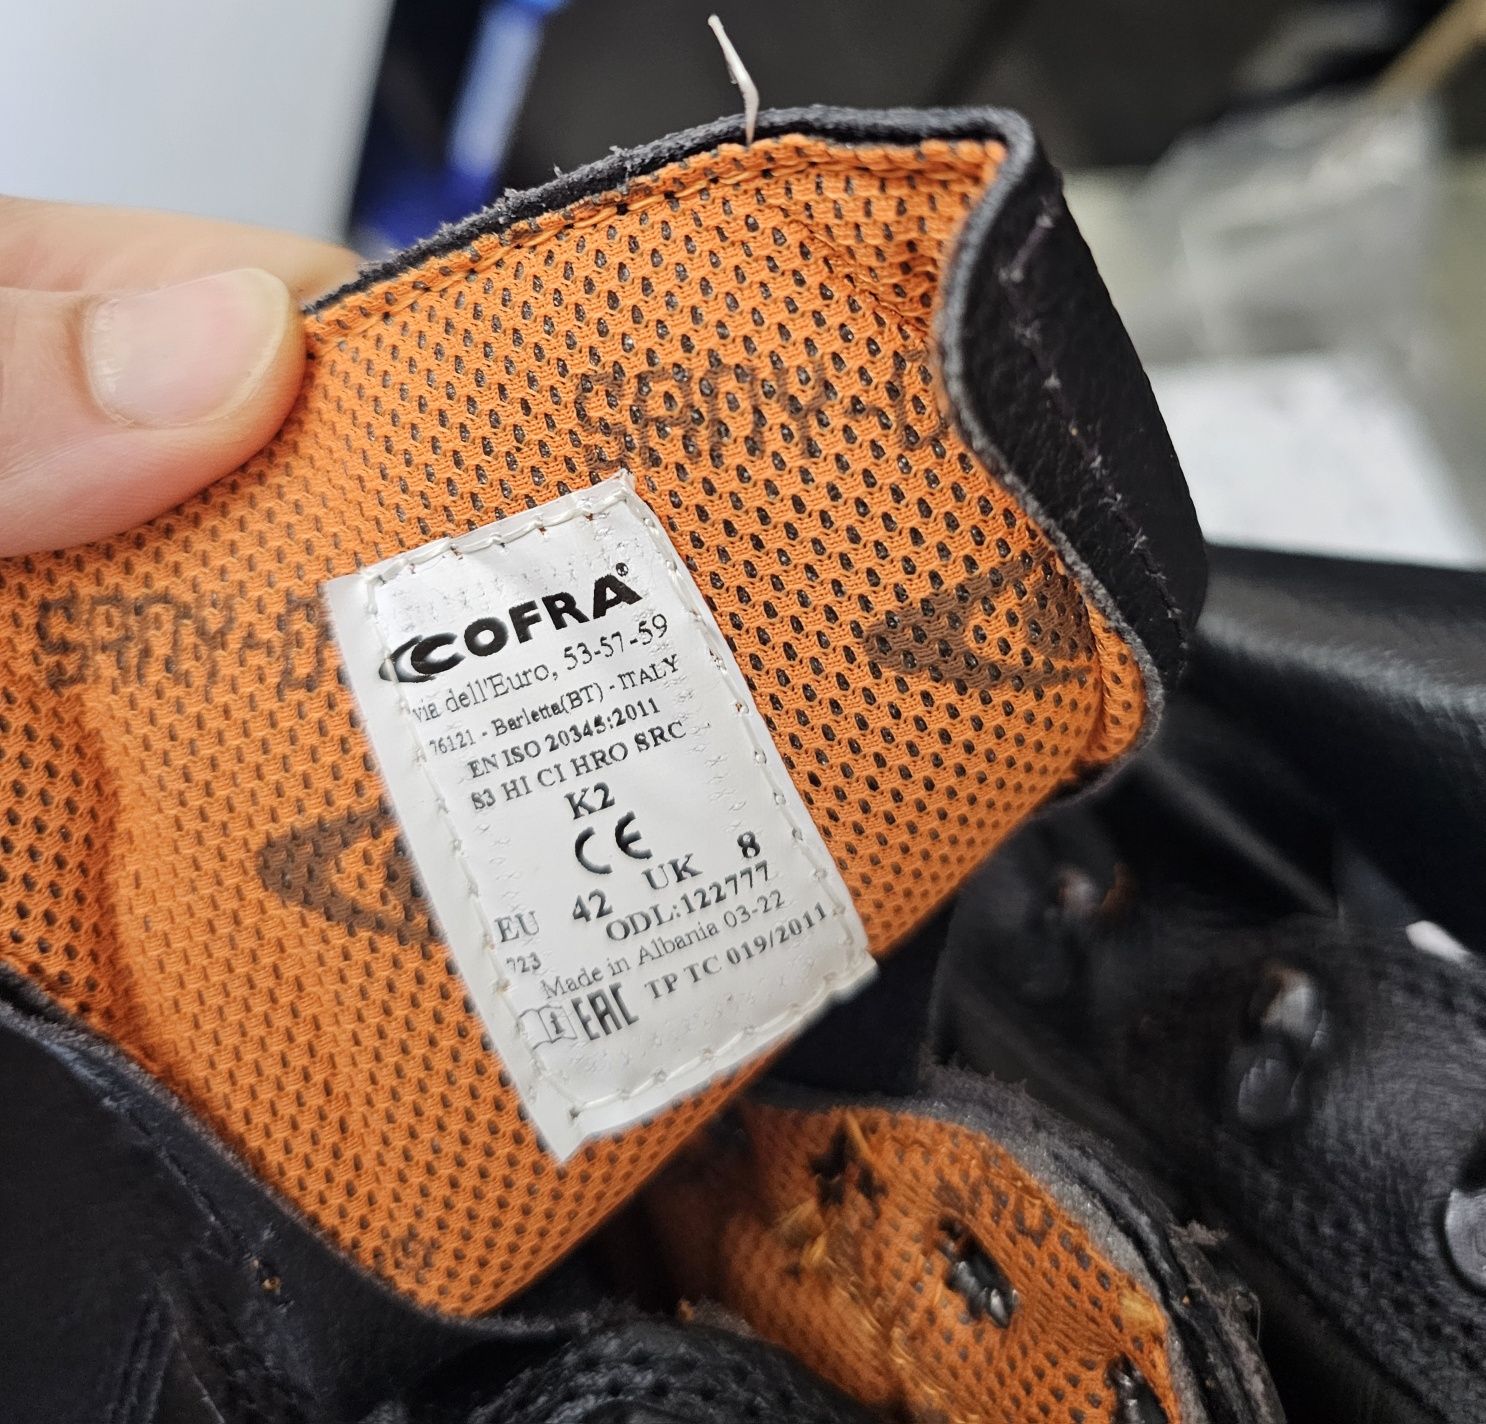 SANY-D
COFRA®
via dell'Euro, 53-57-59
76121 - Barletta(BT) - ITALY
EN ISO 20345:2011
S3 HI CI HRO SRC
K2
CE
EU 42 UK 8
ODL:122777
723
Made in Albania 03-22
EAC TP TC 019/2011